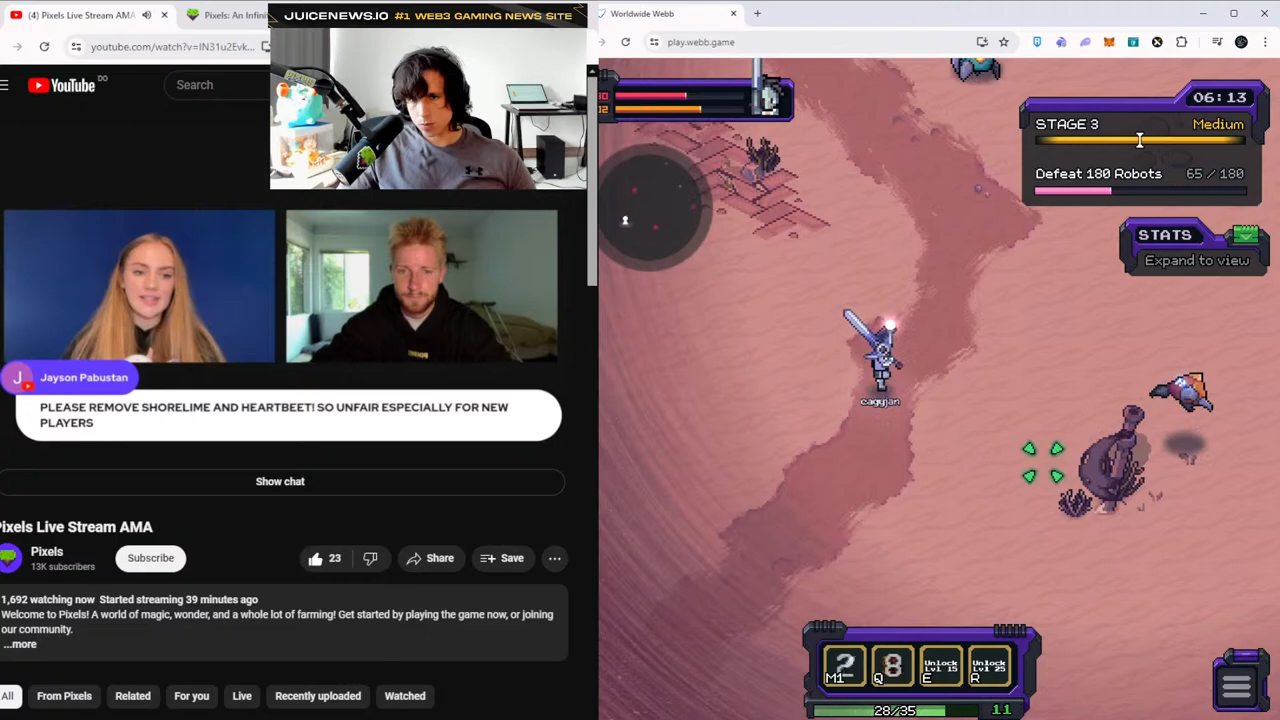 (4) Pixels Live Stream AMA
Pixels: An Infini
JUICENEWS.IO #1 WEB3 GAMING NEWS SITE
Worldwide Webb
youtube.com/watch?v=IN31u2Evk...
play.webb.game
YouTube DO
Search
06:13
STAGE 3 Medium
Defeat 180 Robots 65 / 180
STATS
Expand to view
cagyjan
J Jayson Pabustan
PLEASE REMOVE SHORELIME AND HEARTBEET! SO UNFAIR ESPECIALLY FOR NEW
PLAYERS
Show chat
Pixels Live Stream AMA
Pixels
13K subscribers
Subscribe
23
Share
Save
1,692 watching now Started streaming 39 minutes ago
Welcome to Pixels! A world of magic, wonder, and a whole lot of farming! Get started by playing the game now, or joining
our community.
...more
All From Pixels Related For you Live Recently uploaded Watched
M1 Q
Unlock Lvl 15 E
Unlock Lvl 25 R
28/35 11